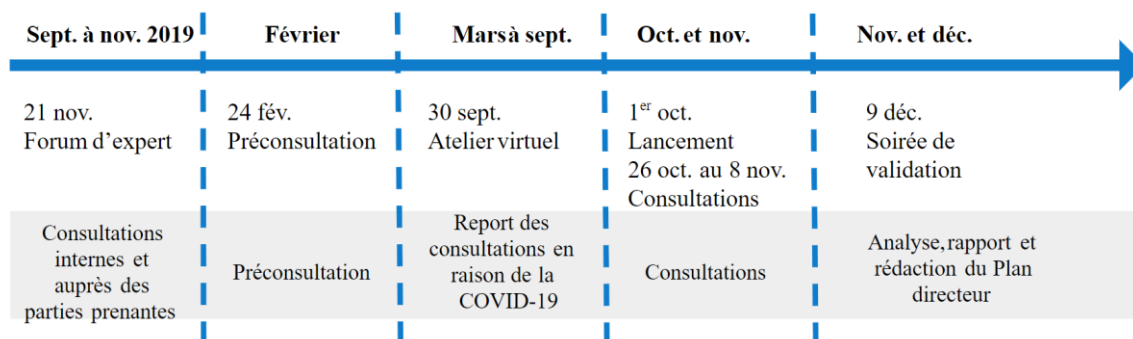 Sept. à nov. 2019
Février
Mars à sept.
Oct. et nov.
Nov. et déc.
21 nov.
Forum d'expert
24 fév.
Préconsultation
30 sept.
Atelier virtuel
1er oct.
Lancement
26 oct. au 8 nov.
Consultations
9 déc.
Soirée de
validation
Consultations
internes et
auprès des
parties prenantes
Préconsultation
Report des
consultations en
raison de la
COVID-19
Consultations
Analyse, rapport et
rédaction du Plan
directeur